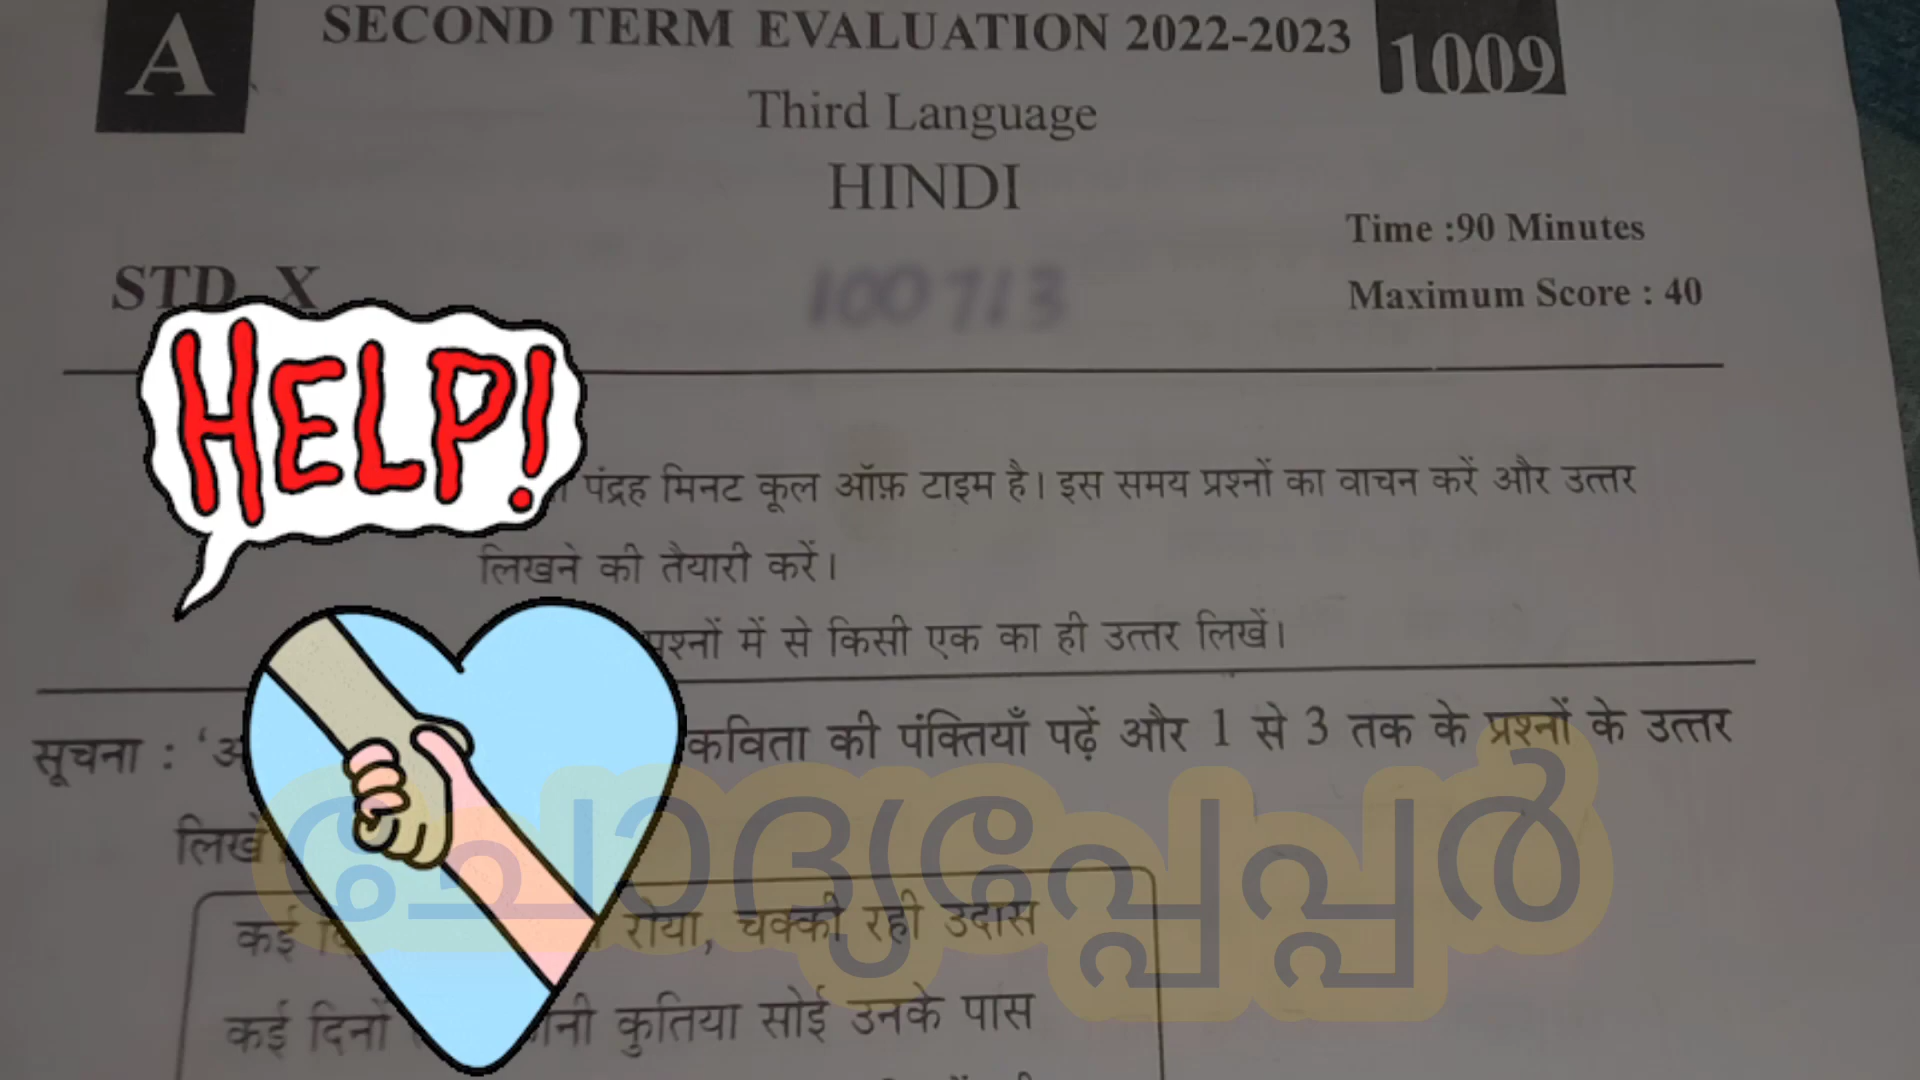 A
SECOND TERM EVALUATION 2022-2023
1009
Third Language
HINDI
Time :90 Minutes
STD X
100713
Maximum Score : 40
HELP!
पंद्रह मिनट कूल ऑफ़ टाइम है। इस समय प्रश्नों का वाचन करें और उत्तर
लिखने की तैयारी करें।
प्रश्नों में से किसी एक का ही उत्तर लिखें।
सूचना : कविता की पंक्तियाँ पढ़ें और 1 से 3 तक के प्रश्नों के उत्तर
लिखें
ചോദ്യപ്പേപ്പർ
कई रोया, चक्की रही उदास
कई दिनों कुतिया सोई उनके पास